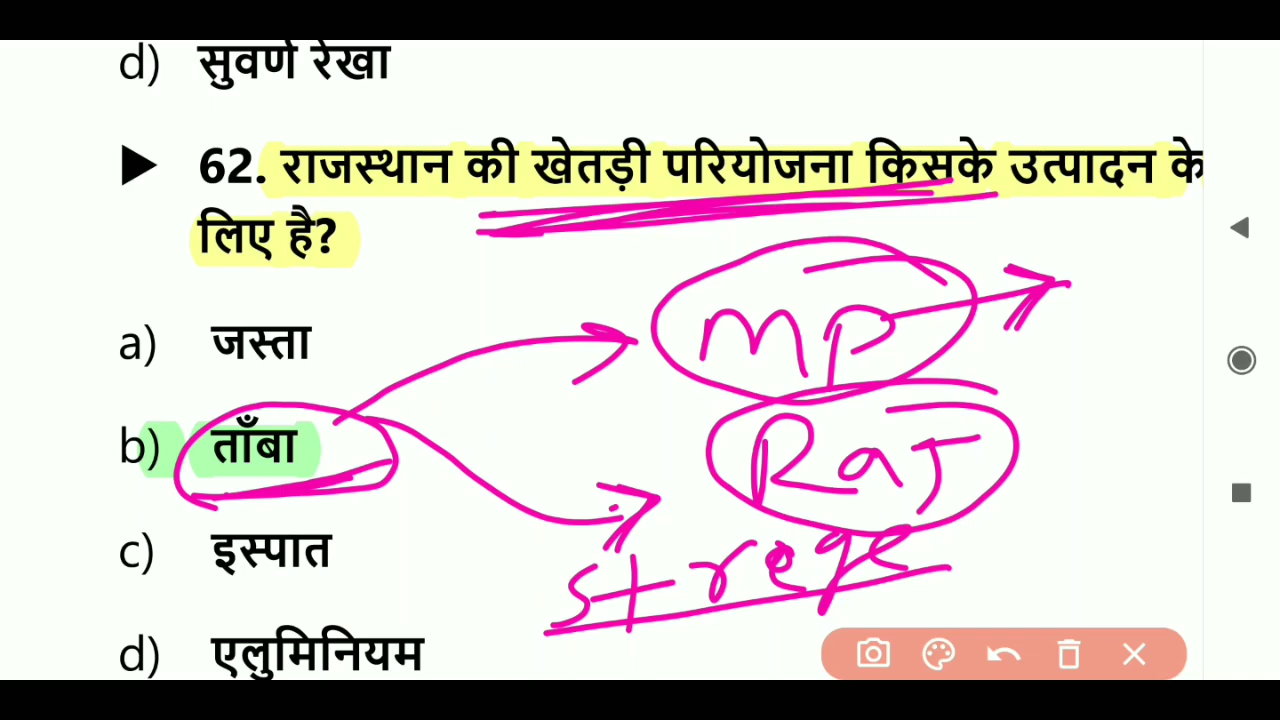 d) सुवर्ण रेखा
▶ 62. राजस्थान की खेतड़ी परियोजना किसके उत्पादन के
लिए है?
a) जस्ता
MP
b) ताँबा
Raj
c) इस्पात
d) एलुमिनियम